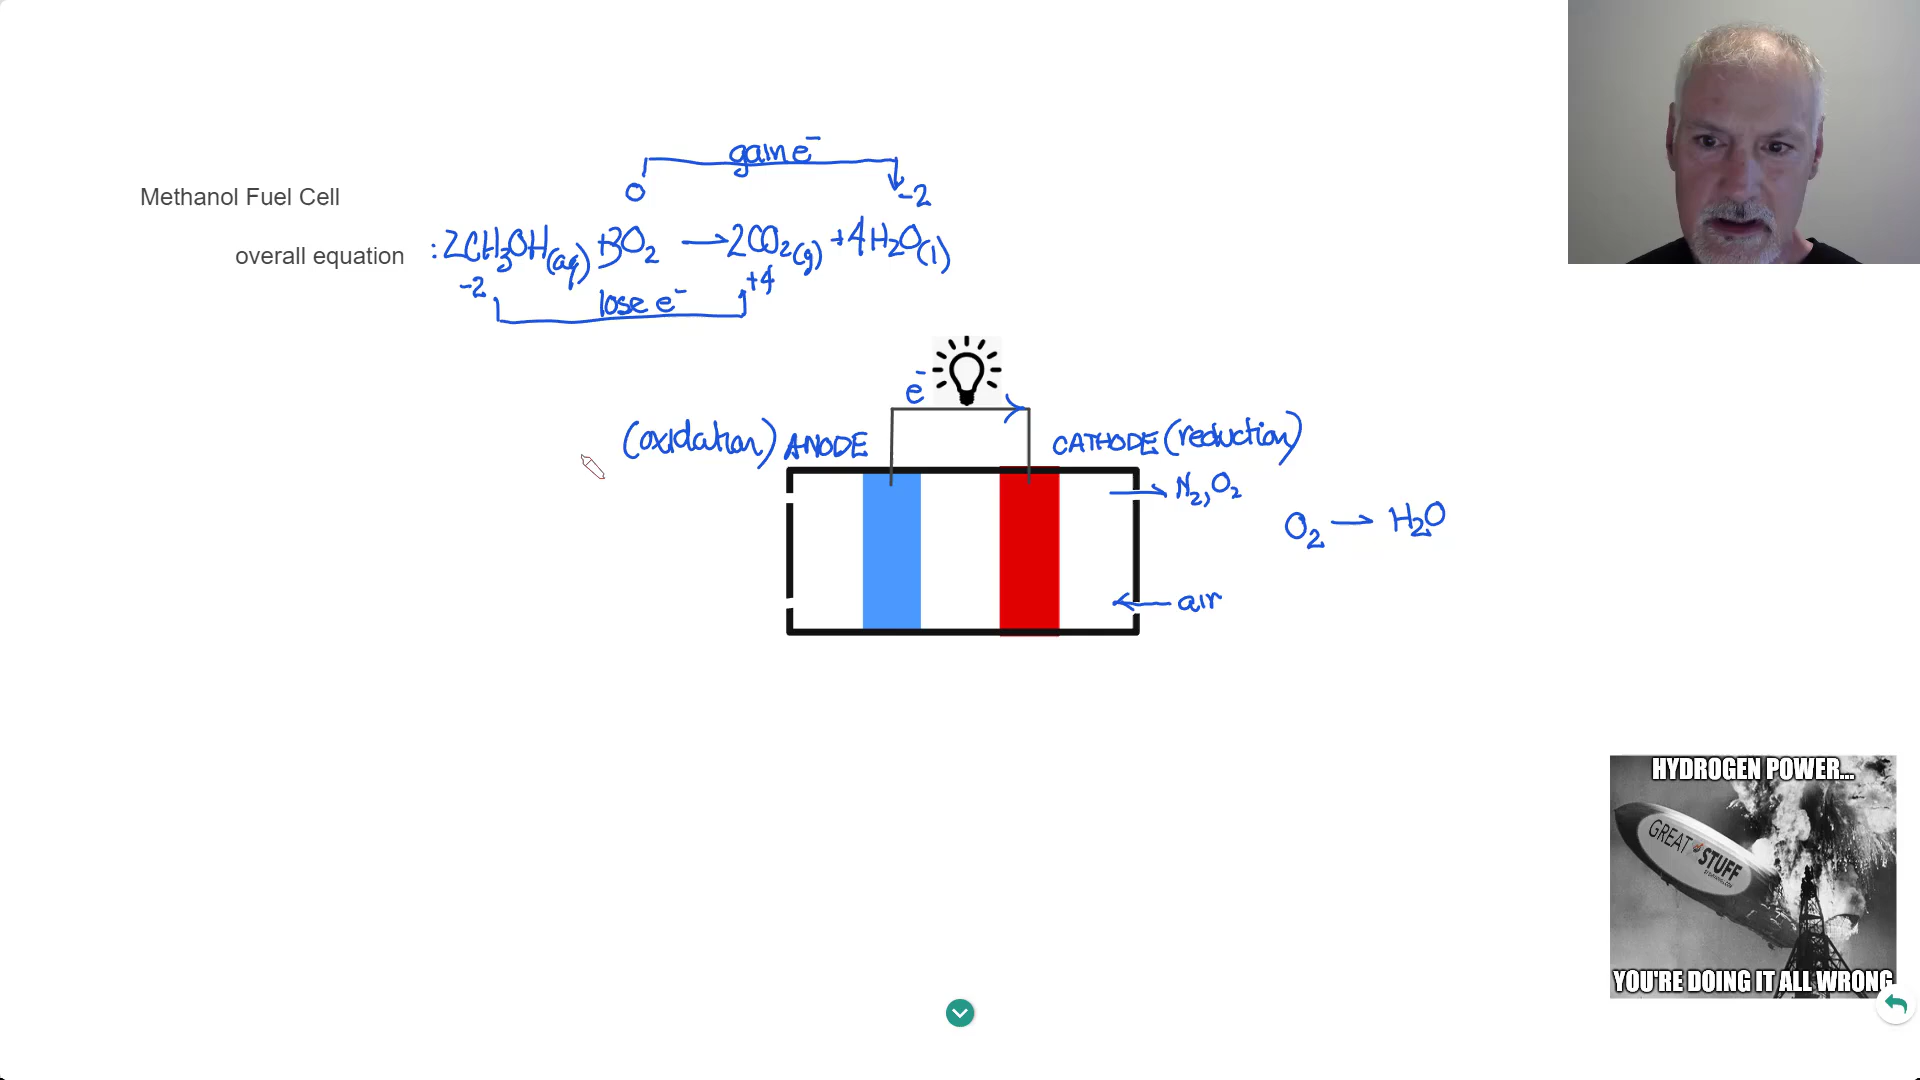 gain e⁻
0
-2
Methanol Fuel Cell
overall equation : 2CH₃OH(aq) + 3O₂ → 2CO₂(g) + 4H₂O(l)
-2
+4
lose e⁻
e⁻
(oxidation) ANODE
CATHODE (reduction)
→ N₂, O₂
O₂ → H₂O
← air
HYDROGEN POWER...
GREAT STUFF
YOU'RE DOING IT ALL WRONG